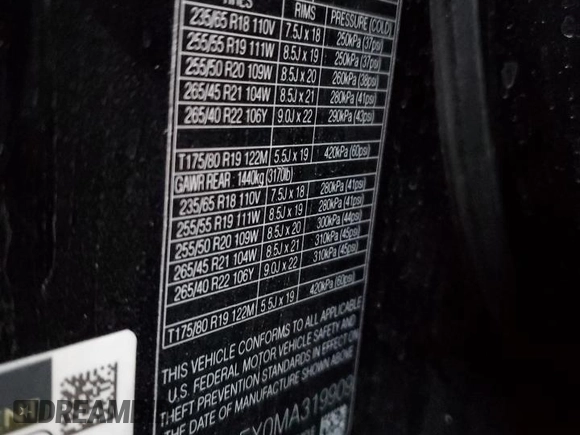 TIRES RIMS PRESSURE (COLD)
235/65 R18 110V 7.5J x 18 250kPa (37psi)
255/55 R19 111W 8.5J x 19 250kPa (37psi)
255/50 R20 109W 8.5J x 20 260kPa (38psi)
265/45 R21 104W 8.5J x 21 280kPa (41psi)
265/40 R22 106Y 9.0J x 22 290kPa (43psi)
T175/80 R19 122M 5.5J x 19 420kPa (60psi)
GAWR REAR : 1440kg (3170lb)
235/65 R18 110V 7.5J x 18 280kPa (41psi)
255/55 R19 111W 8.5J x 19 280kPa (41psi)
255/50 R20 109W 8.5J x 20 300kPa (44psi)
265/45 R21 104W 8.5J x 21 310kPa (45psi)
265/40 R22 106Y 9.0J x 22 310kPa (45psi)
T175/80 R19 122M 5.5J x 19 420kPa (60psi)
THIS VEHICLE CONFORMS TO ALL APPLICABLE
U.S. FEDERAL MOTOR VEHICLE SAFETY AND
THEFT PREVENTION STANDARDS IN EFFECT ON
DATE OF MANUFACTURE SHOWN ABOVE.
EX0MA319909